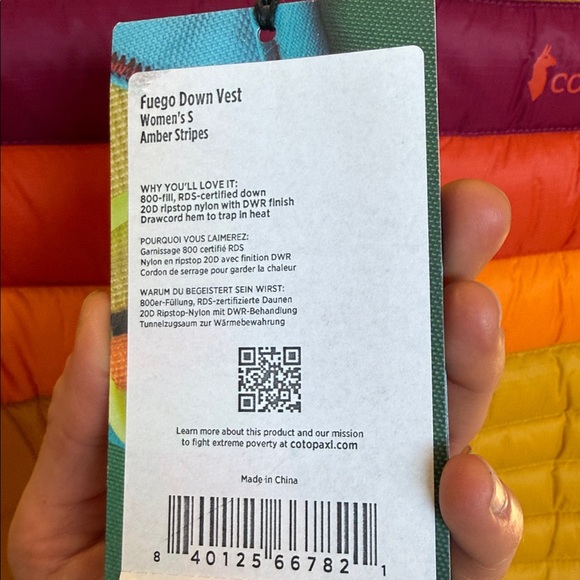 Fuego Down Vest
Women's S
Amber Stripes
WHY YOU'LL LOVE IT:
800-fill, RDS-certified down
20D ripstop nylon with DWR finish
Drawcord hem to trap in heat
POURQUOI VOUS L'AIMEREZ:
Garnissage 800 certifié RDS
Nylon en ripstop 20D avec finition DWR
Cordon de serrage pour garder la chaleur
WARUM DU BEGEISTERT SEIN WIRST:
800er-Füllung, RDS-zertifizierte Daunen
20D Ripstop-Nylon mit DWR-Behandlung
Tunnelzugsaum zur Wärmebewahrung
Learn more about this product and our mission
to fight extreme poverty at cotopaxi.com
Made in China
8 40125 66782 1